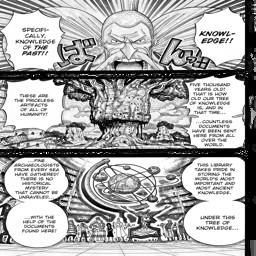 KNOWL-
EDGE!!
SPECIFI-
CALLY,
KNOWLEDGE
OF THE
PAST!!
FIVE THOUSAND
YEARS OLD!
THAT IS HOW
OLD OUR TREE
OF KNOWLEDGE
IS, AND IN
THAT TIME...
...COUNTLESS
DOCUMENTS
HAVE BEEN SENT
HERE FROM ALL
OVER THE
WORLD.
THESE ARE
THE PRICELESS
ARTIFACTS
OF ALL OF
HUMANITY!
THIS LIBRARY
TAKES PRIDE IN
STORING THE
WORLD'S MOST
IMPORTANT AND
MOST ANCIENT
KNOWLEDGE.
UNDER THIS
TREE OF
KNOWLEDGE...
...FINE
ARCHAEOLOGISTS
FROM EVERY SEA
HAVE GATHERED!
THERE IS NO
HISTORICAL
MYSTERY
THAT CANNOT BE
UNRAVELED...
...WITH THE
HELP OF THE
DOCUMENTS
FOUND HERE!